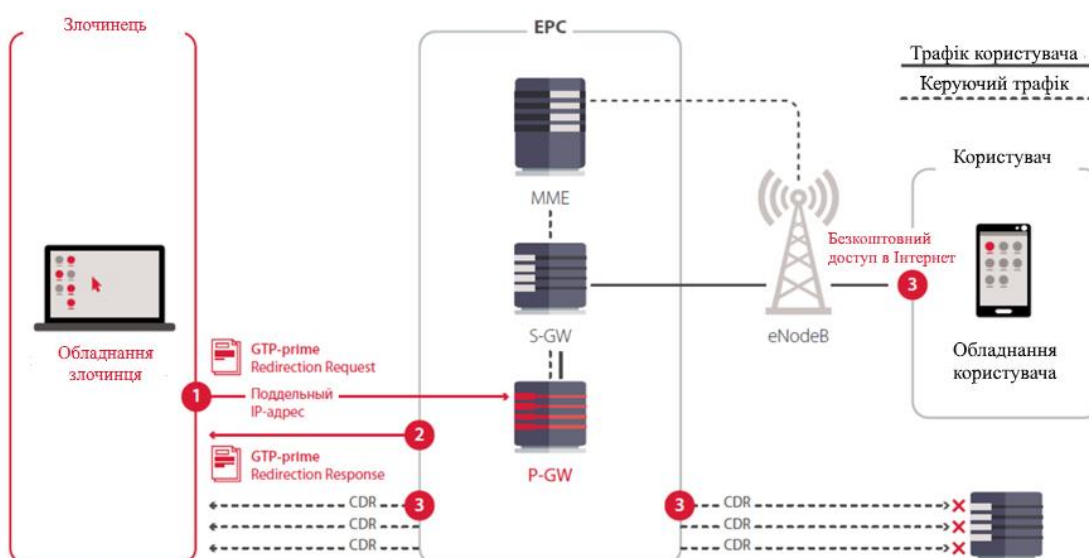 Злочинець
EPC
Трафік користувача
Керуючий трафік
Користувач
MME
Безкоштовний
доступ в Інтернет
3
S-GW
eNodeB
Обладнання
злочинця
Обладнання
користувача
GTP-prime
Redirection Request
1
Поддельный
IP-адрес
2
GTP-prime
Redirection Response
P-GW
CDR
3
3
CDR
CDR
CDR
CDR
CDR